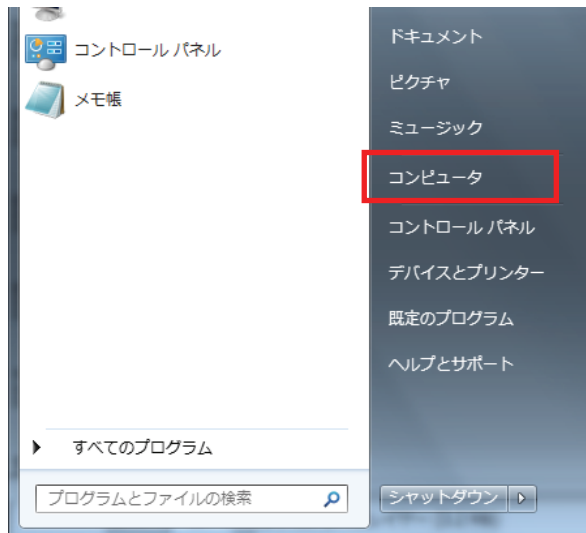 コントロール パネル
メモ帳
すべてのプログラム
プログラムとファイルの検索
ドキュメント
ピクチャ
ミュージック
コンピュータ
コントロール パネル
デバイスとプリンター
既定のプログラム
ヘルプとサポート
シャットダウン